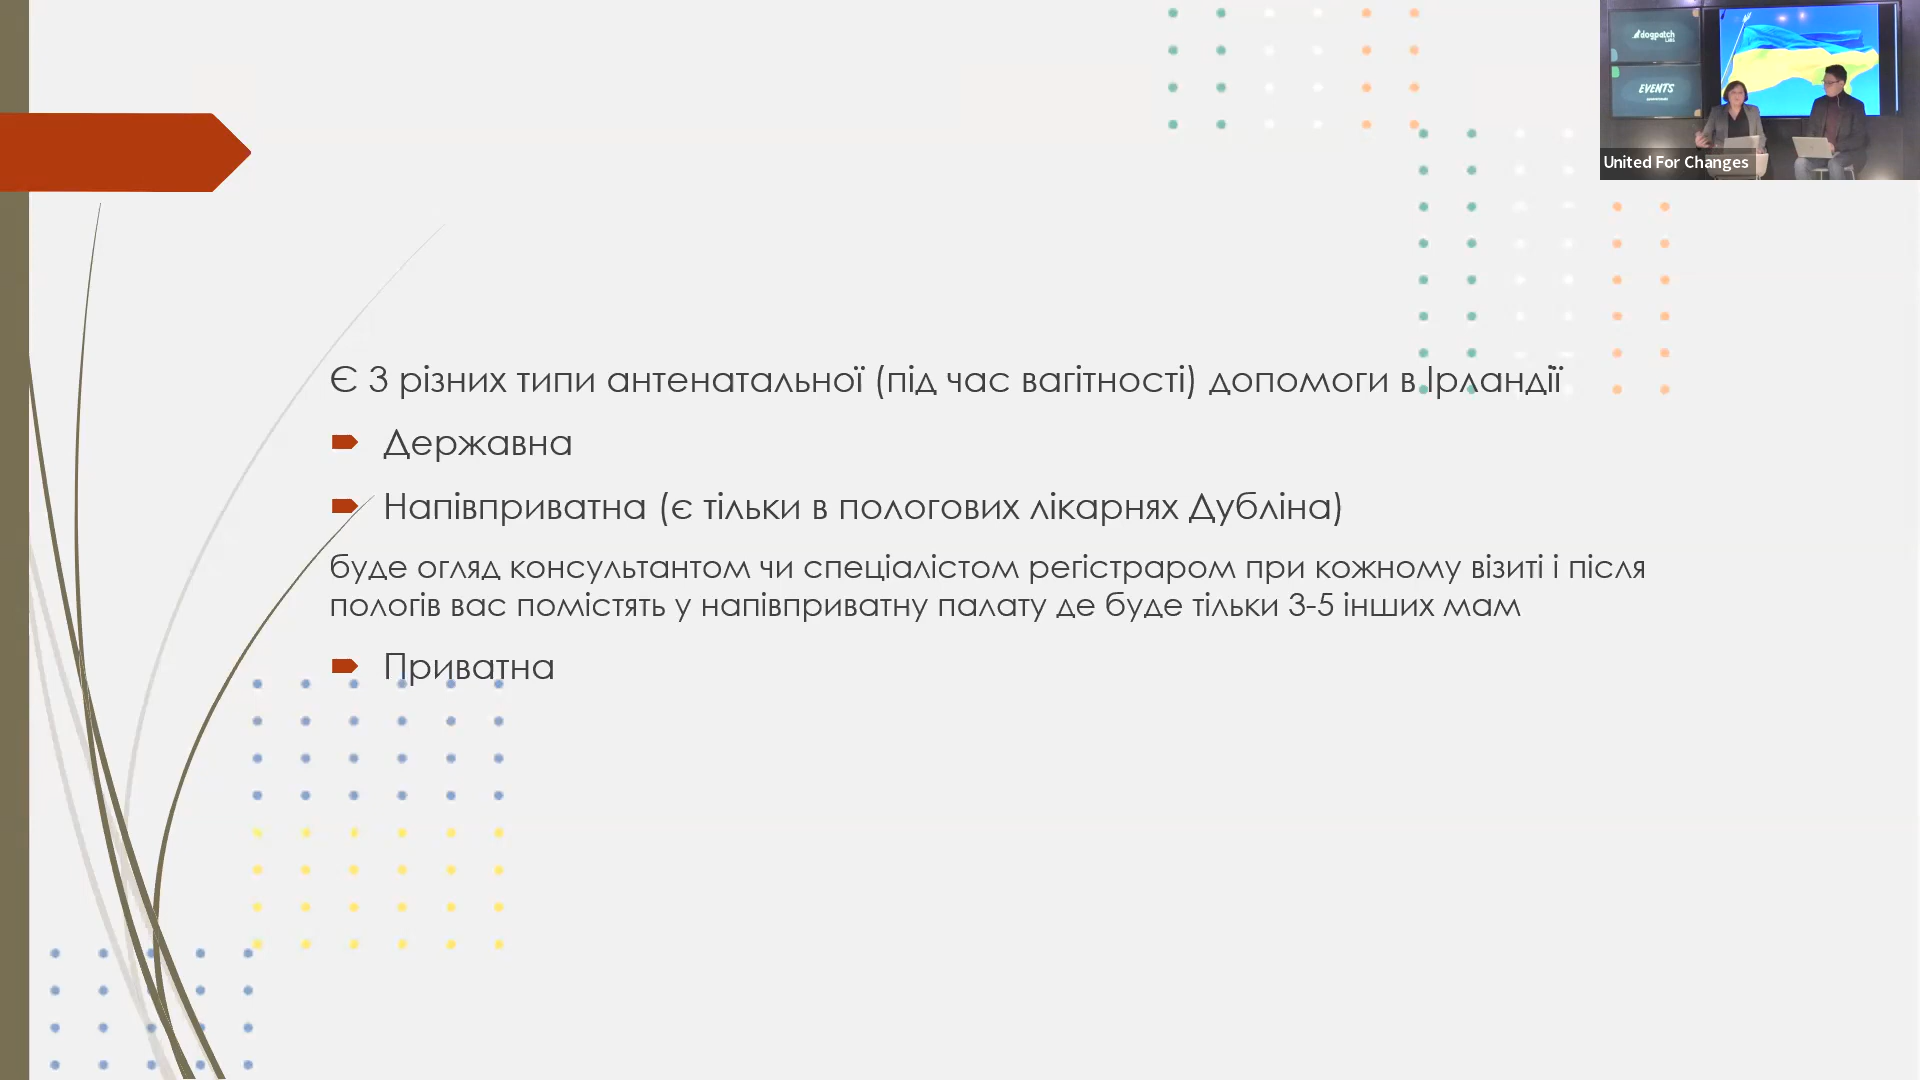 dogpatch
LABS
EVENTS
United For Changes
Є 3 різних типи антенатальної (під час вагітності) допомоги в Ірландії
Державна
Напівприватна (є тільки в пологових лікарнях Дубліна)
буде огляд консультантом чи спеціалістом регістраром при кожному візиті і після
пологів вас помістять у напівприватну палату де буде тільки 3-5 інших мам
Приватна